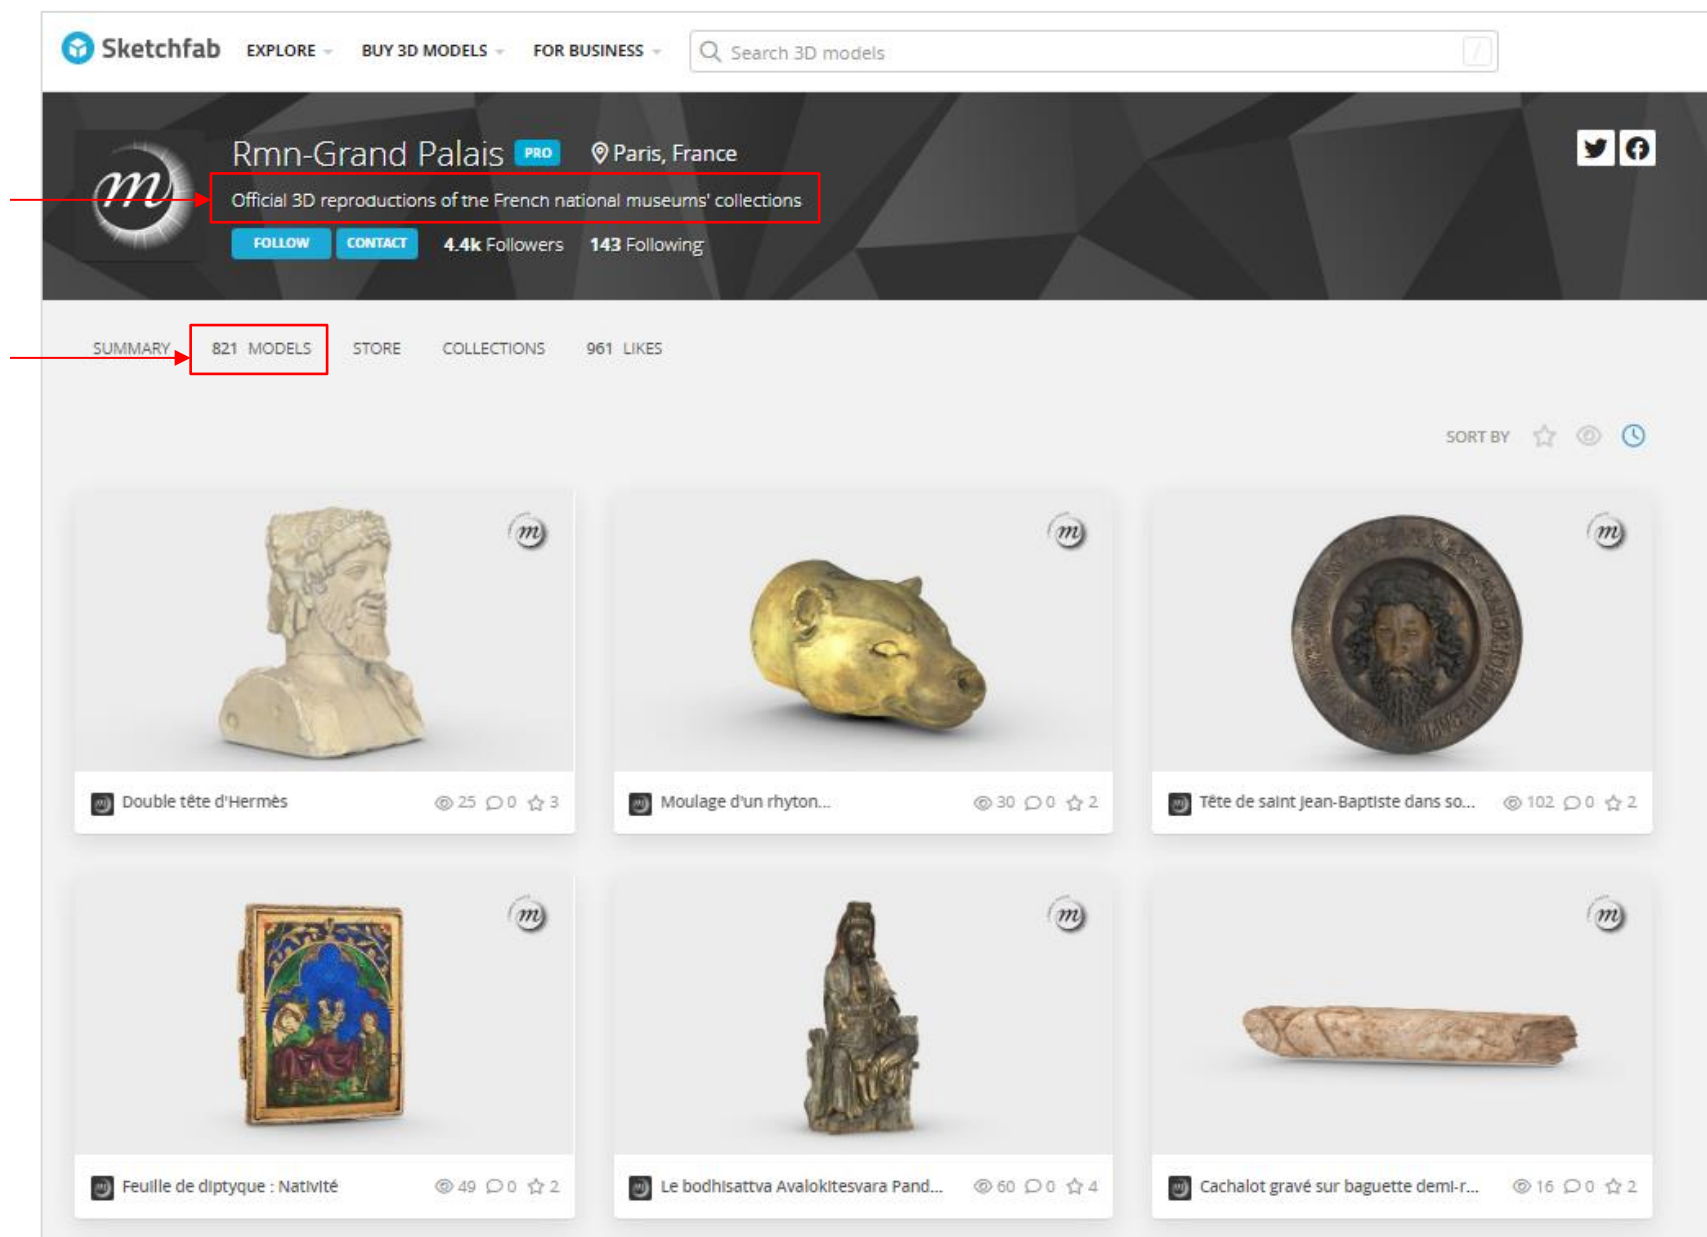 Sketchfab EXPLORE BUY 3D MODELS FOR BUSINESS Search 3D models /
Rmn-Grand Palais PRO Paris, France
m
Official 3D reproductions of the French national museums' collections
FOLLOW CONTACT 4.4k Followers 143 Following
SUMMARY 821 MODELS STORE COLLECTIONS 961 LIKES
SORT BY
m m m
Double tête d'Hermès 25 0 3
Moulage d'un rhyton... 30 0 2
Tête de saint Jean-Baptiste dans so... 102 0 2
m m m
Feuille de diptyque : Nativité 49 0 2
Le bodhisattva Avalokitesvara Pand... 60 0 4
Cachalot gravé sur baguette demi-r... 16 0 2